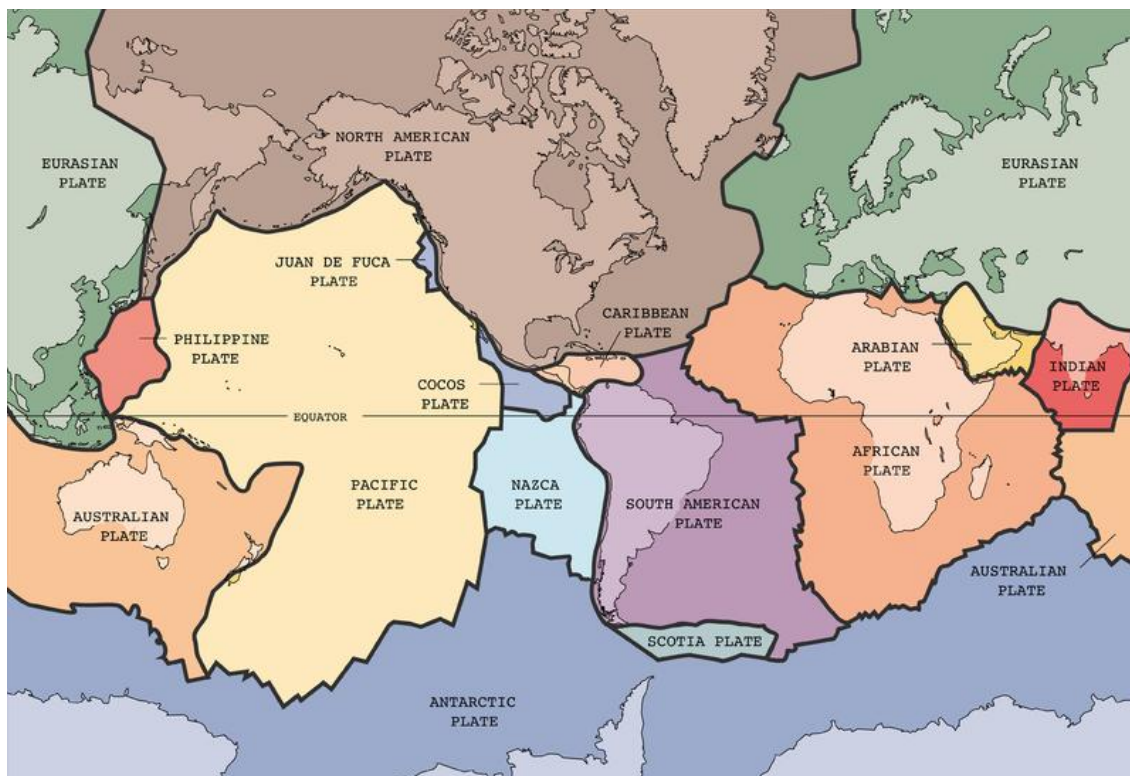 NORTH AMERICAN
PLATE
EURASIAN
PLATE
EURASIAN
PLATE
JUAN DE FUCA
PLATE
CARIBBEAN
PLATE
PHILIPPINE
PLATE
ARABIAN
PLATE
INDIAN
PLATE
COCOS
PLATE
EQUATOR
AFRICAN
PLATE
PACIFIC
PLATE
NAZCA
PLATE
SOUTH AMERICAN
PLATE
AUSTRALIAN
PLATE
AUSTRALIAN
PLATE
SCOTIA PLATE
ANTARCTIC
PLATE